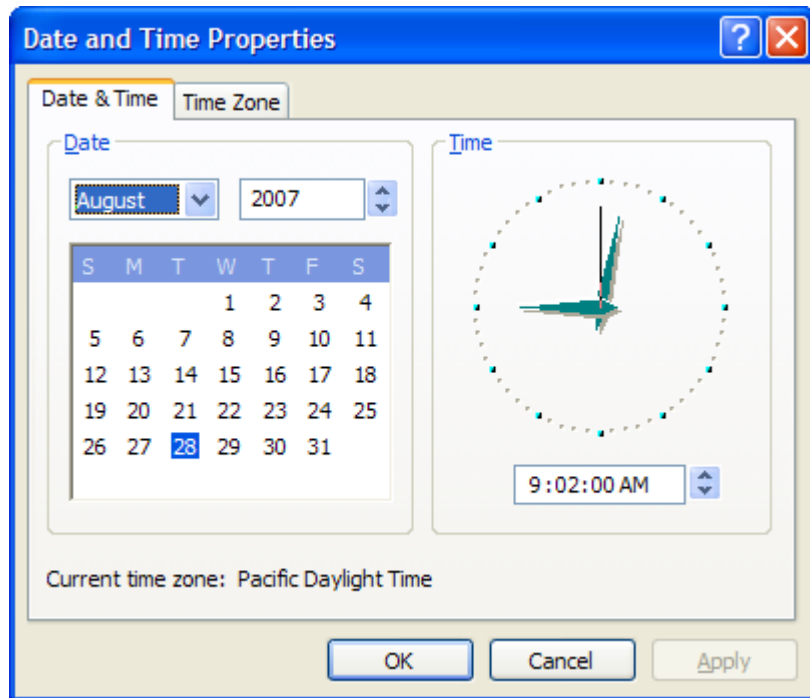 Date and Time Properties
Date & Time Time Zone
Date
August 2007
S M T W T F S
1 2 3 4
5 6 7 8 9 10 11
12 13 14 15 16 17 18
19 20 21 22 23 24 25
26 27 28 29 30 31
Time
9:02:00 AM
Current time zone: Pacific Daylight Time
OK Cancel Apply